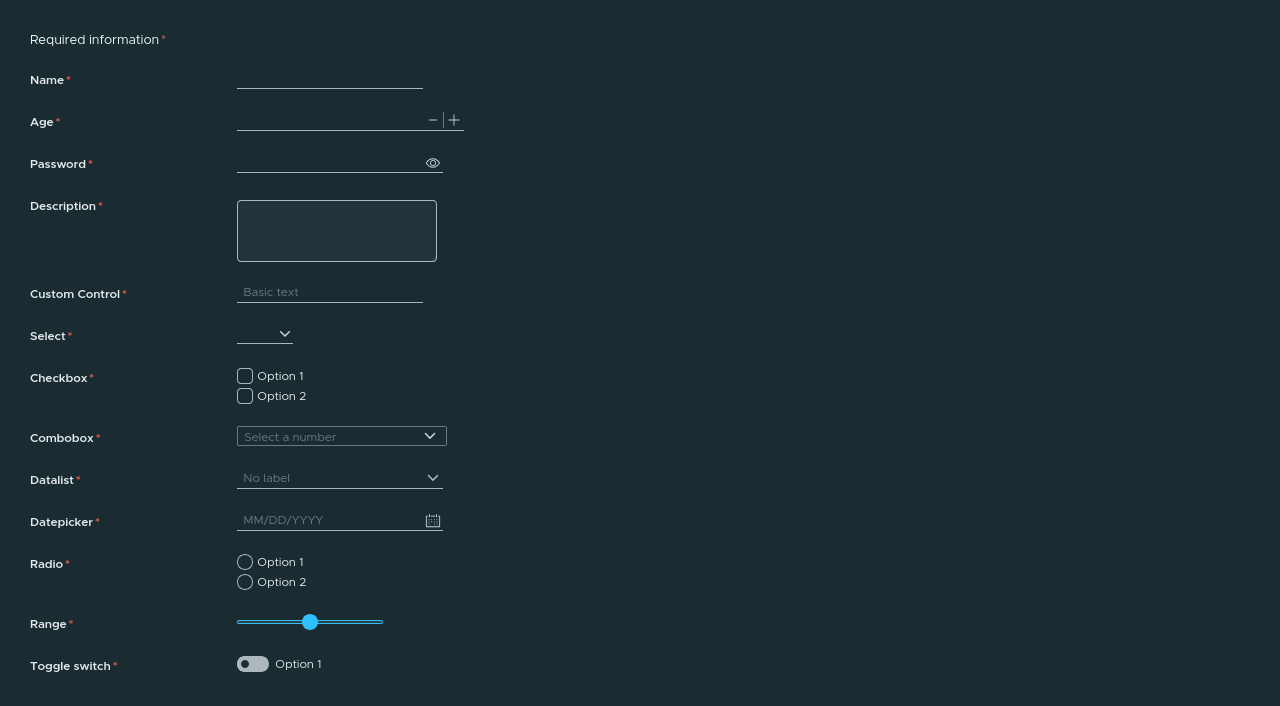 Required information *
Name *
Age *
Password *
Description *
Custom Control * Basic text
Select *
Checkbox * Option 1
Option 2
Combobox * Select a number
Datalist * No label
Datepicker * MM/DD/YYYY
Radio * Option 1
Option 2
Range *
Toggle switch * Option 1